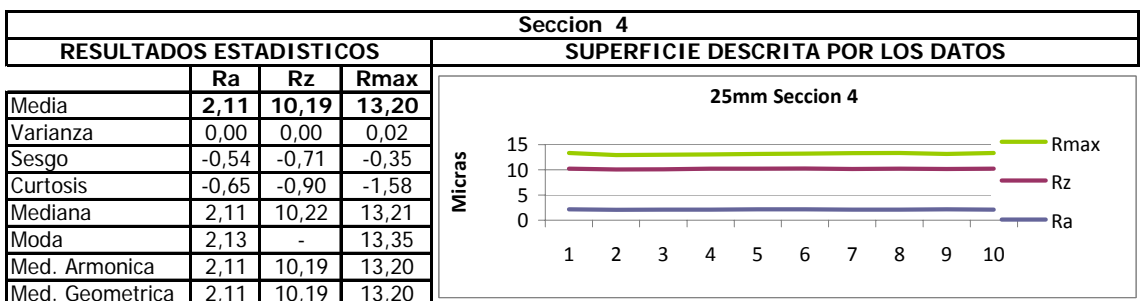 Seccion 4
RESULTADOS ESTADISTICOS
SUPERFICIE DESCRITA POR LOS DATOS
Ra Rz Rmax
Media 2,11 10,19 13,20
Varianza 0,00 0,00 0,02
Sesgo -0,54 -0,71 -0,35
Curtosis -0,65 -0,90 -1,58
Mediana 2,11 10,22 13,21
Moda 2,13 - 13,35
Med. Armonica 2,11 10,19 13,20
Med. Geometrica 2,11 10,19 13,20
25mm Seccion 4
Micras
15
10
5
0
1 2 3 4 5 6 7 8 9 10
Rmax
Rz
Ra